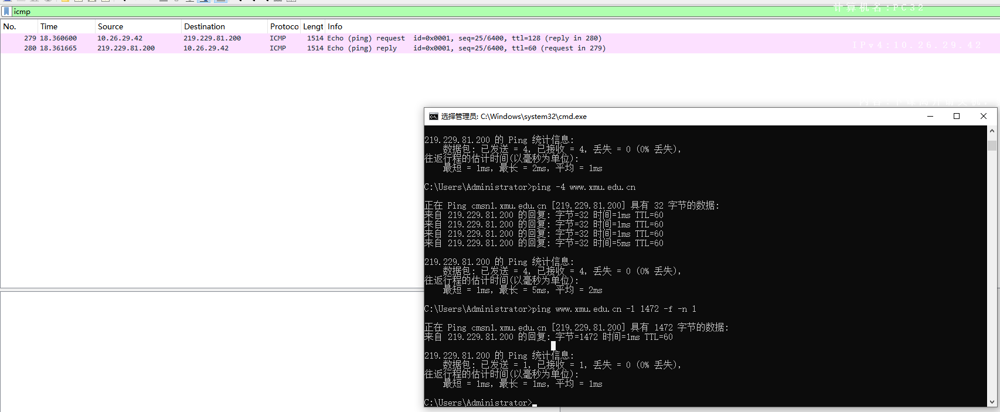 icmp
计算机名:PC32
No. Time Source Destination Protoco Lengt Info
279 18.360600 10.26.29.42 219.229.81.200 ICMP 1514 Echo (ping) request id=0x0001, seq=25/6400, ttl=128 (reply in 280)
280 18.361665 219.229.81.200 10.26.29.42 ICMP 1514 Echo (ping) reply id=0x0001, seq=25/6400, ttl=60 (request in 279)
IPv4:10.26.29.42
选择管理员: C:\Windows\system32\cmd.exe
219.229.81.200 的 Ping 统计信息:
数据包: 已发送 = 4, 已接收 = 4, 丢失 = 0 (0% 丢失),
往返行程的估计时间(以毫秒为单位):
最短 = 1ms, 最长 = 2ms, 平均 = 1ms
C:\Users\Administrator>ping -4 www.xmu.edu.cn
正在 Ping cmsn1.xmu.edu.cn [219.229.81.200] 具有 32 字节的数据:
来自 219.229.81.200 的回复: 字节=32 时间=1ms TTL=60
来自 219.229.81.200 的回复: 字节=32 时间=1ms TTL=60
来自 219.229.81.200 的回复: 字节=32 时间=1ms TTL=60
来自 219.229.81.200 的回复: 字节=32 时间=5ms TTL=60
219.229.81.200 的 Ping 统计信息:
数据包: 已发送 = 4, 已接收 = 4, 丢失 = 0 (0% 丢失),
往返行程的估计时间(以毫秒为单位):
最短 = 1ms, 最长 = 5ms, 平均 = 2ms
C:\Users\Administrator>ping www.xmu.edu.cn -l 1472 -f -n 1
正在 Ping cmsn1.xmu.edu.cn [219.229.81.200] 具有 1472 字节的数据:
来自 219.229.81.200 的回复: 字节=1472 时间=1ms TTL=60
219.229.81.200 的 Ping 统计信息:
数据包: 已发送 = 1, 已接收 = 1, 丢失 = 0 (0% 丢失),
往返行程的估计时间(以毫秒为单位):
最短 = 1ms, 最长 = 1ms, 平均 = 1ms
C:\Users\Administrator>